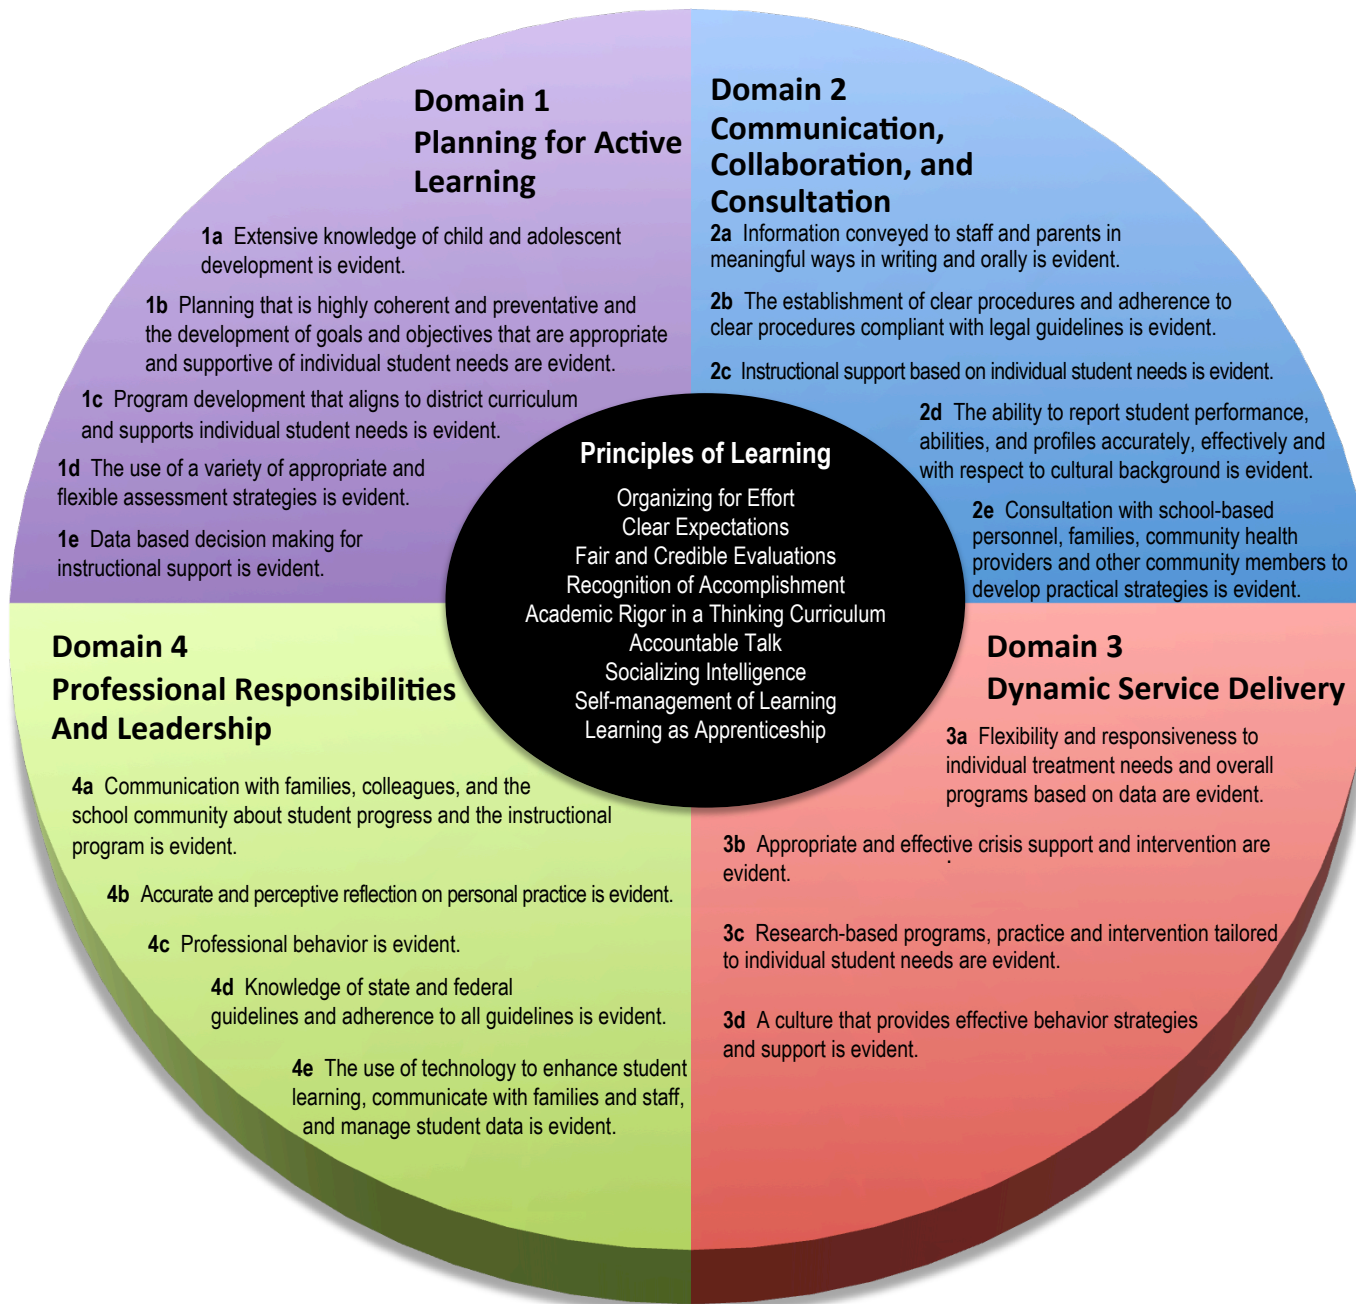 Domain 1
Planning for Active
Learning
1a Extensive knowledge of child and adolescent
development is evident.
1b Planning that is highly coherent and preventative and
the development of goals and objectives that are appropriate
and supportive of individual student needs are evident.
1c Program development that aligns to district curriculum
and supports individual student needs is evident.
1d The use of a variety of appropriate and
flexible assessment strategies is evident.
1e Data based decision making for
instructional support is evident.
Domain 2
Communication,
Collaboration, and
Consultation
2a Information conveyed to staff and parents in
meaningful ways in writing and orally is evident.
2b The establishment of clear procedures and adherence to
clear procedures compliant with legal guidelines is evident.
2c Instructional support based on individual student needs is evident.
2d The ability to report student performance,
abilities, and profiles accurately, effectively and
with respect to cultural background is evident.
2e Consultation with school-based
personnel, families, community health
providers and other community members to
develop practical strategies is evident.
Principles of Learning
Organizing for Effort
Clear Expectations
Fair and Credible Evaluations
Recognition of Accomplishment
Academic Rigor in a Thinking Curriculum
Accountable Talk
Socializing Intelligence
Self-management of Learning
Learning as Apprenticeship
Domain 4
Professional Responsibilities
And Leadership
4a Communication with families, colleagues, and the
school community about student progress and the instructional
program is evident.
4b Accurate and perceptive reflection on personal practice is evident.
4c Professional behavior is evident.
4d Knowledge of state and federal
guidelines and adherence to all guidelines is evident.
4e The use of technology to enhance student
learning, communicate with families and staff,
and manage student data is evident.
Domain 3
Dynamic Service Delivery
3a Flexibility and responsiveness to
individual treatment needs and overall
programs based on data are evident.
3b Appropriate and effective crisis support and intervention are
evident.
3c Research-based programs, practice and intervention tailored
to individual student needs are evident.
3d A culture that provides effective behavior strategies
and support is evident.